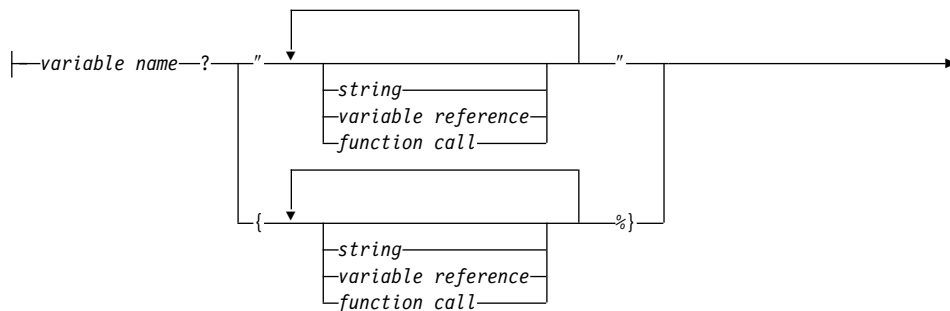 variable name ? " "
string
variable reference
function call
{ %}
string
variable reference
function call